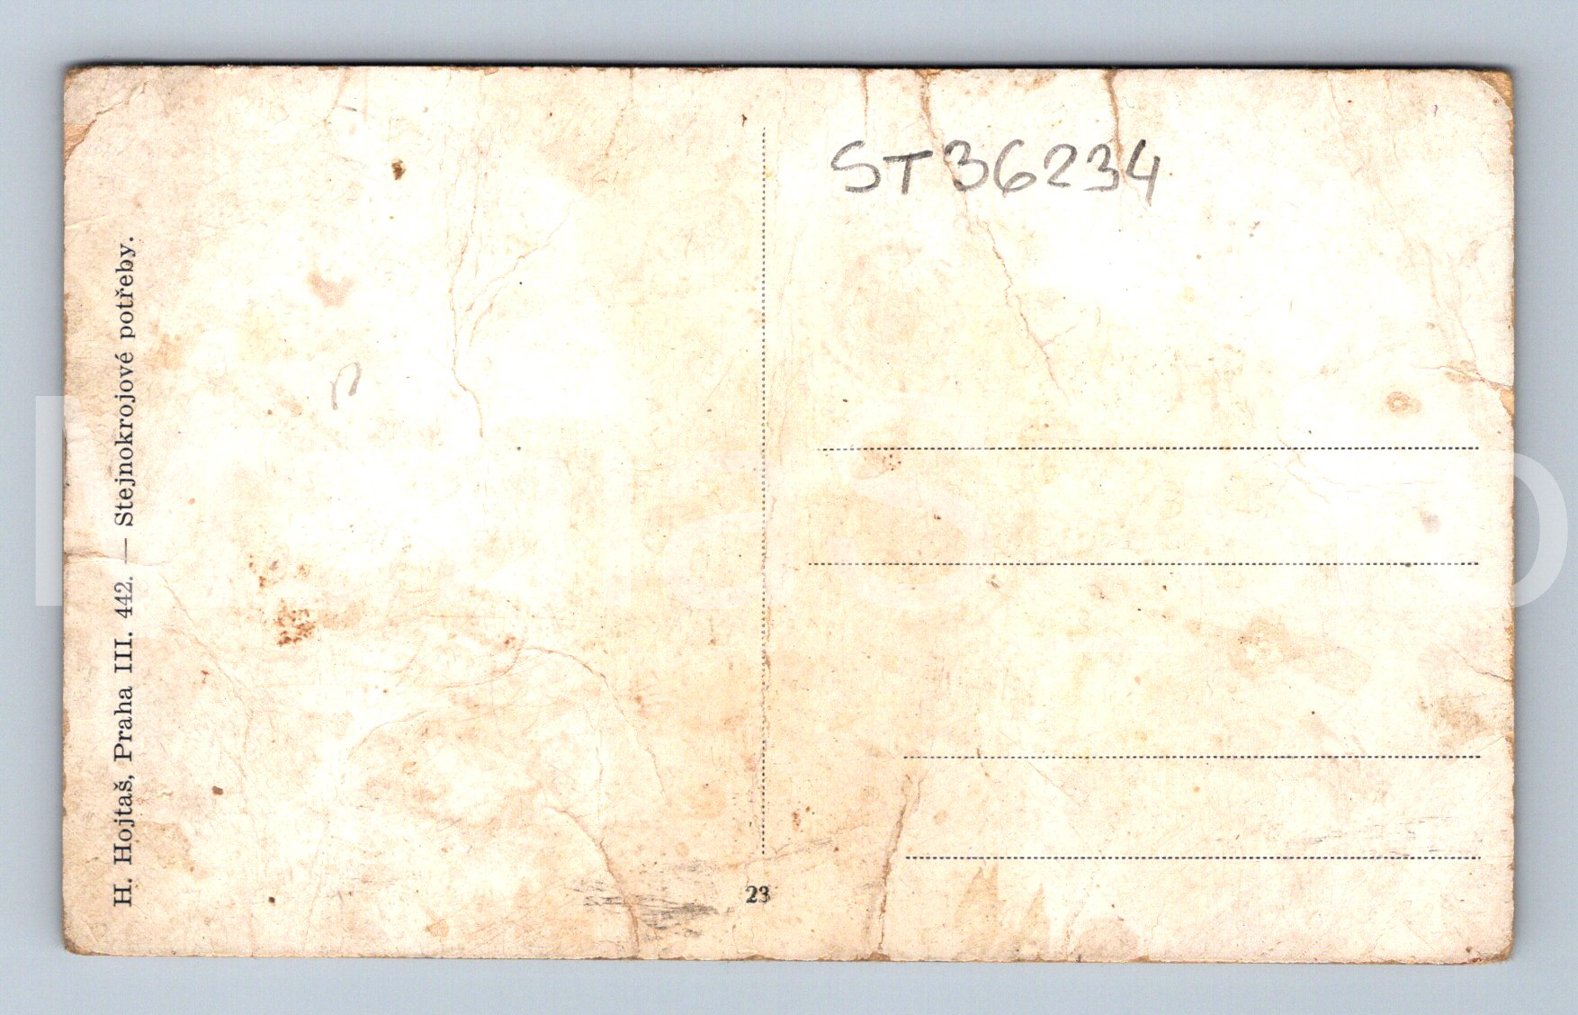 H. Hojtaš, Praha III. 442. — Stejnokrojové potřeby.
ST36234
23